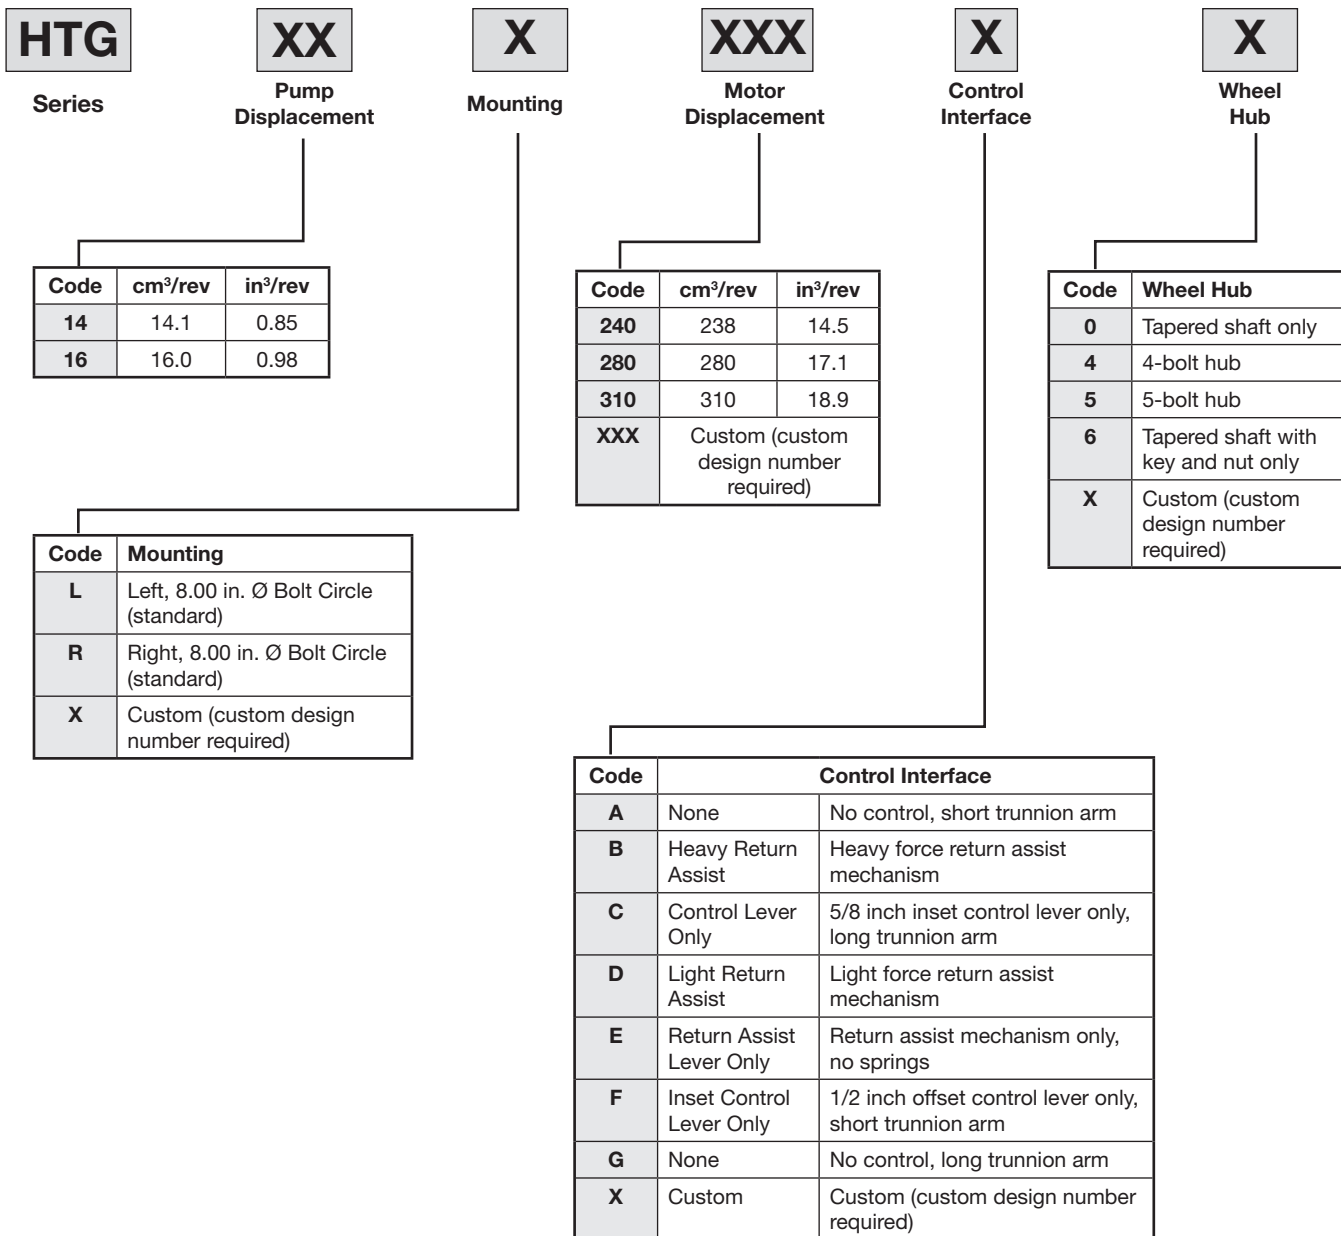 HTG XX X XXX X X
Series
Pump
Displacement
Mounting
Motor
Displacement
Control
Interface
Wheel
Hub
Code cm³/rev in³/rev
14 14.1 0.85
16 16.0 0.98
Code cm³/rev in³/rev
240 238 14.5
280 280 17.1
310 310 18.9
XXX Custom (custom
design number
required)
Code Wheel Hub
0 Tapered shaft only
4 4-bolt hub
5 5-bolt hub
6 Tapered shaft with
key and nut only
X Custom (custom
design number
required)
Code Mounting
L Left, 8.00 in. Ø Bolt Circle
(standard)
R Right, 8.00 in. Ø Bolt Circle
(standard)
X Custom (custom design
number required)
Code Control Interface
A None No control, short trunnion arm
B Heavy Return Heavy force return assist
Assist mechanism
C Control Lever 5/8 inch inset control lever only,
Only long trunnion arm
D Light Return Light force return assist
Assist mechanism
E Return Assist Return assist mechanism only,
Lever Only no springs
F Inset Control 1/2 inch offset control lever only,
Lever Only short trunnion arm
G None No control, long trunnion arm
X Custom Custom (custom design number
required)